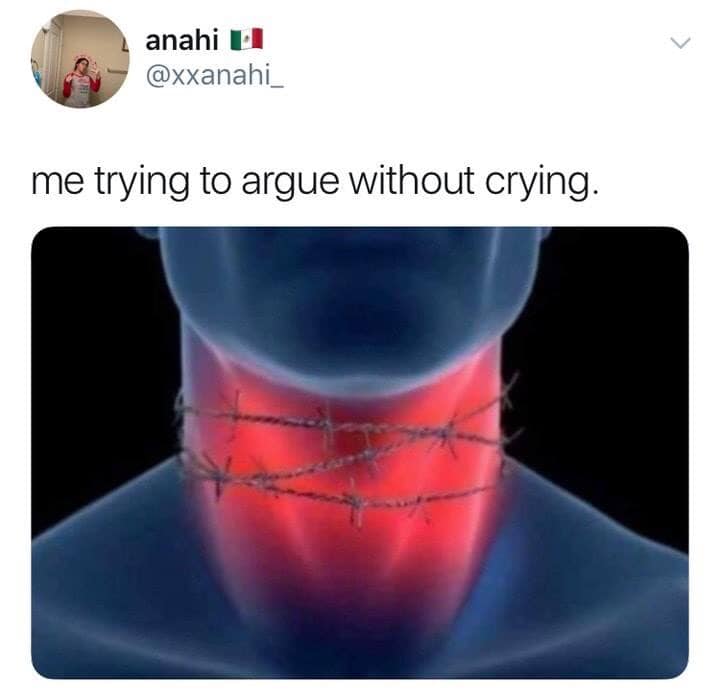 anahi 🇲🇽
@xxanahi_
me trying to argue without crying.